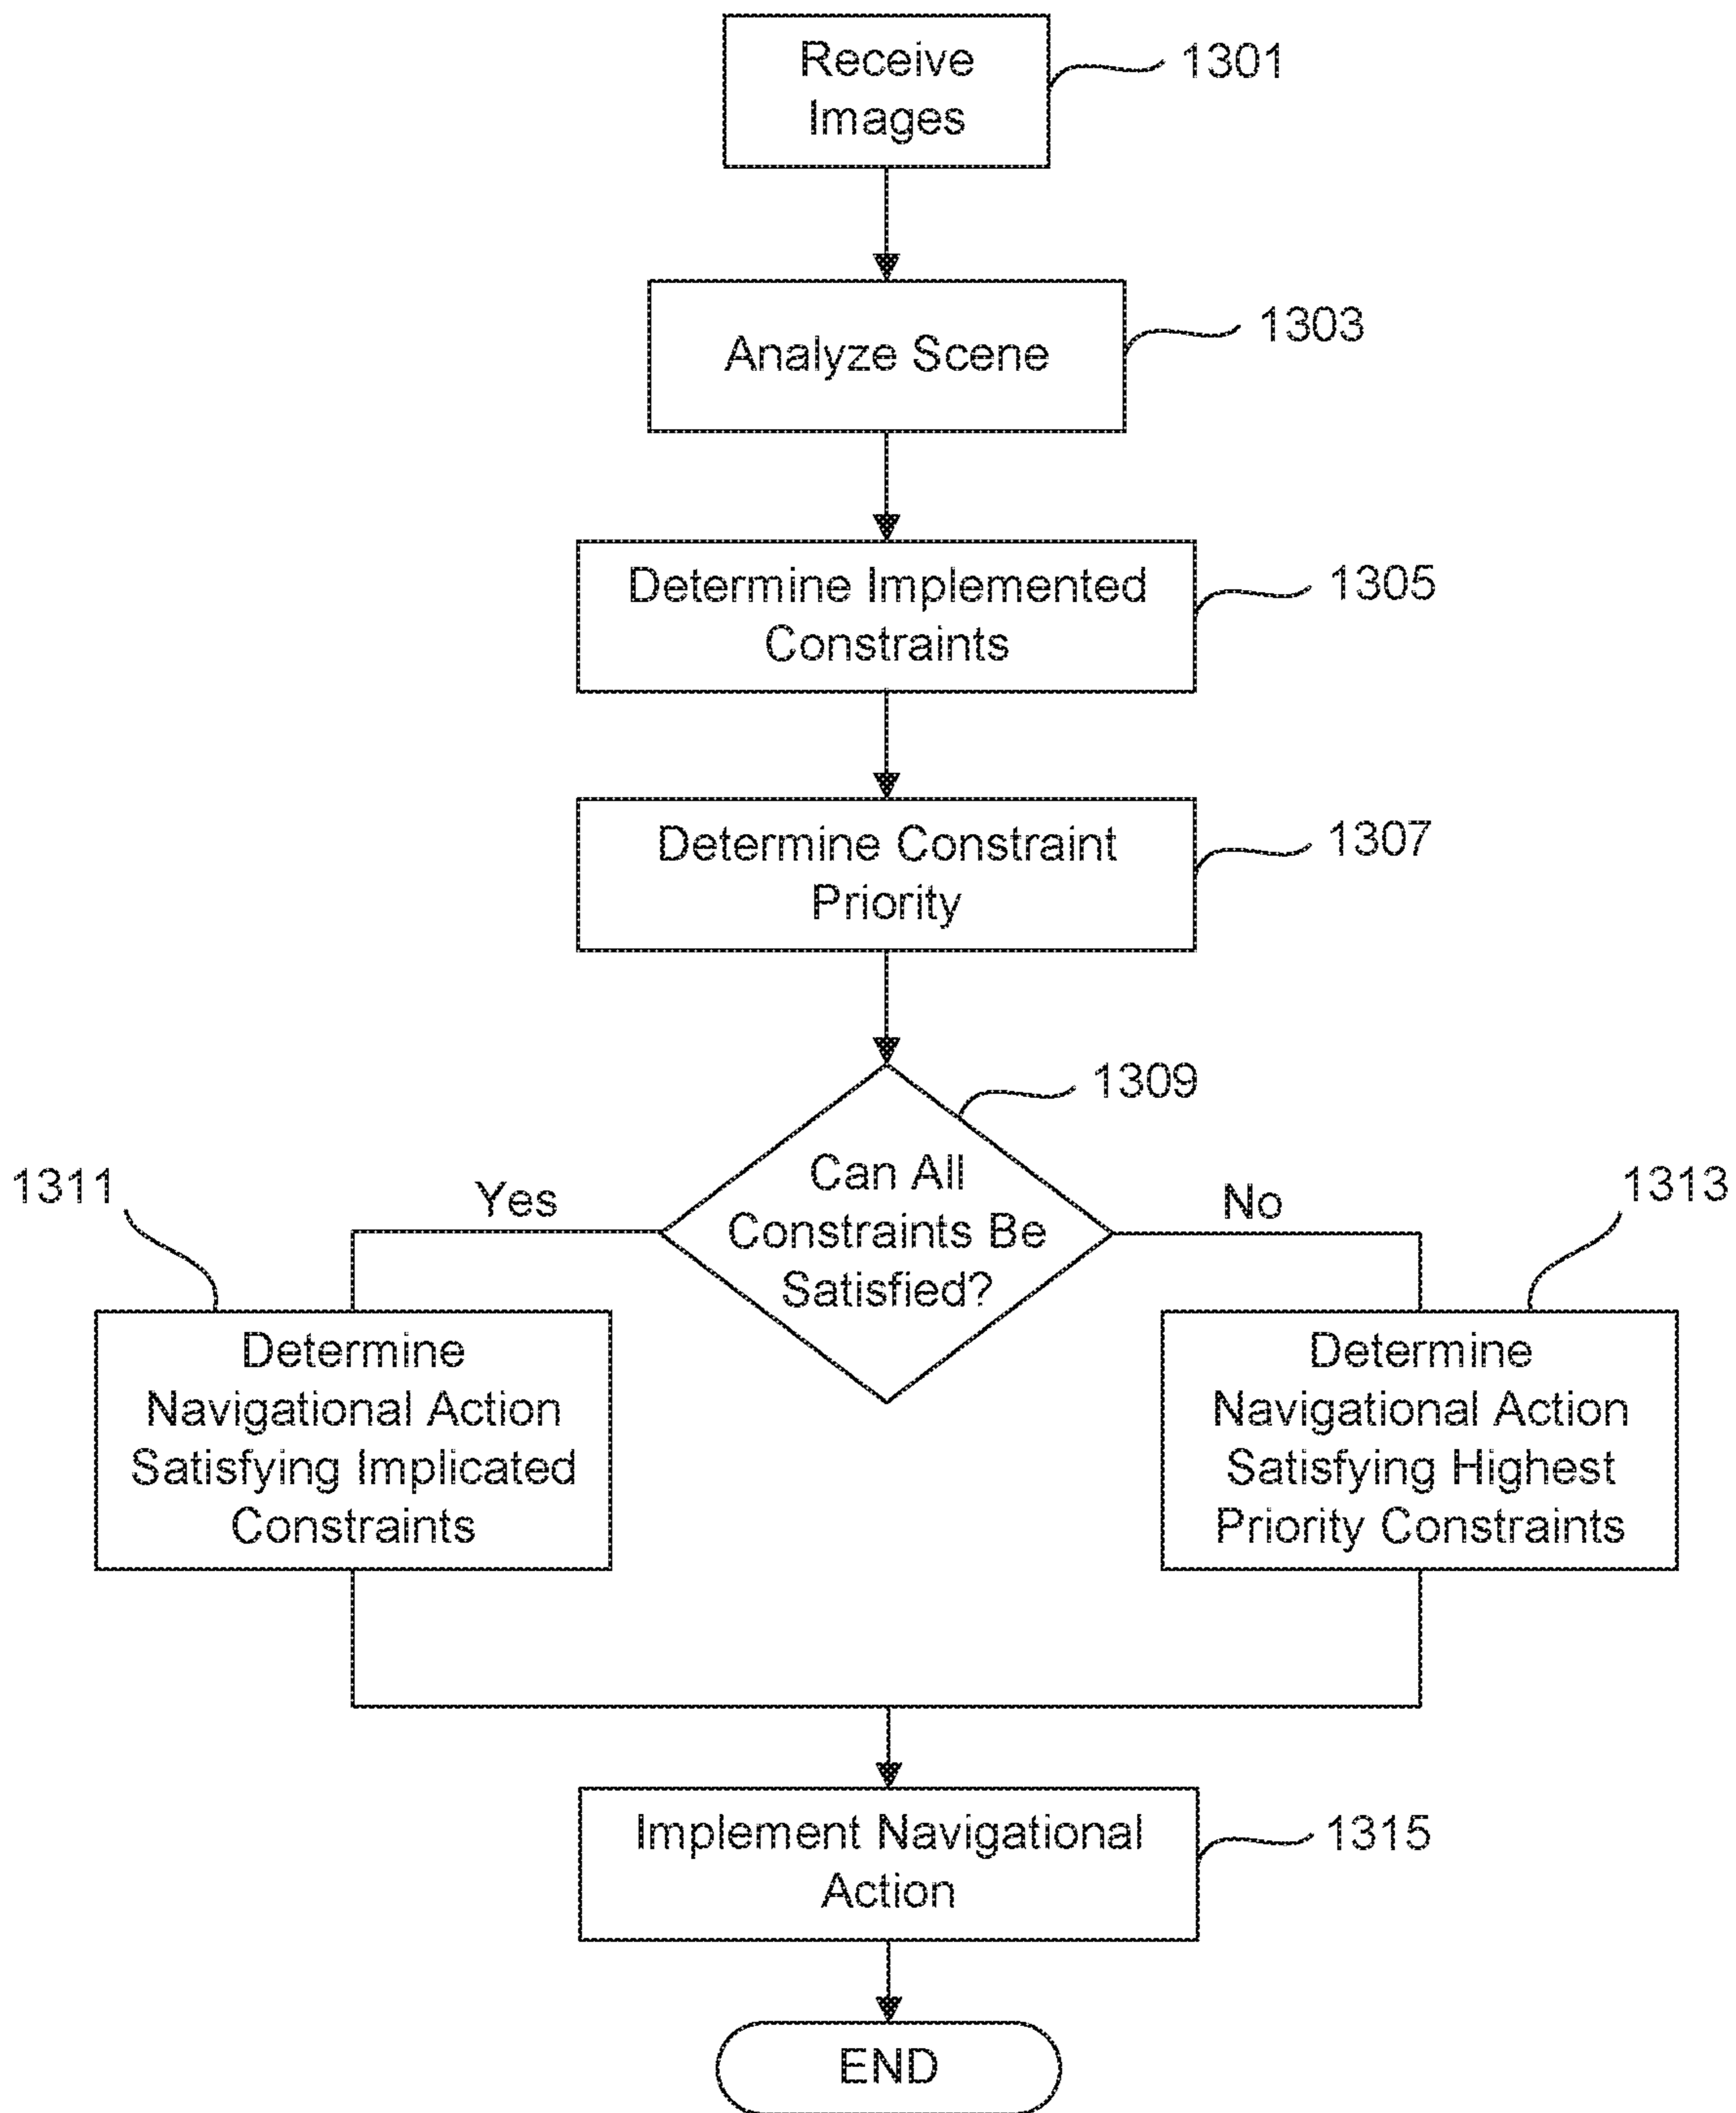 Receive
Images
1301
Analyze Scene
1303
Determine Implemented
Constraints
1305
Determine Constraint
Priority
1307
1309
Can All
Constraints Be
Satisfied?
Yes
No
1311
Determine
Navigational Action
Satisfying Implicated
Constraints
1313
Determine
Navigational Action
Satisfying Highest
Priority Constraints
Implement Navigational
Action
1315
END